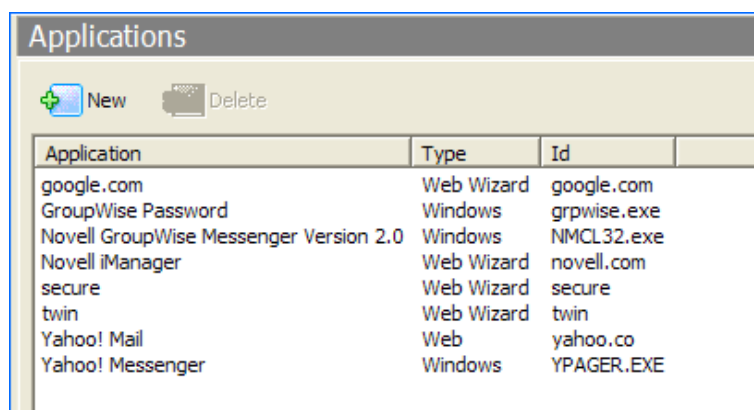 Applications
New Delete
Application Type Id
google.com Web Wizard google.com
GroupWise Password Windows grpwise.exe
Novell GroupWise Messenger Version 2.0 Windows NMCL32.exe
Novell iManager Web Wizard novell.com
secure Web Wizard secure
twin Web Wizard twin
Yahoo! Mail Web yahoo.co
Yahoo! Messenger Windows YPAGER.EXE